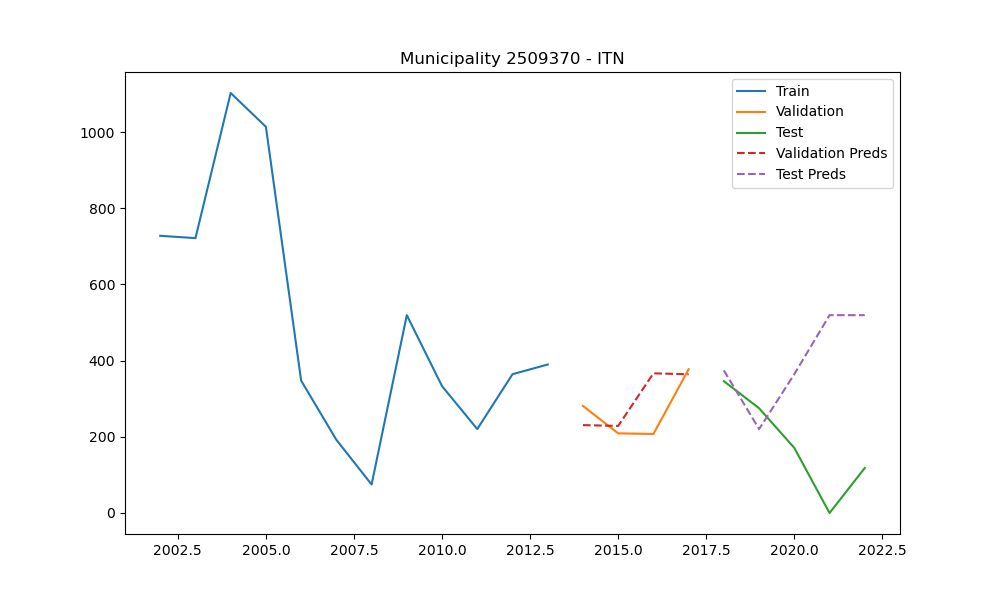 Municipality 2509370 - ITN
Train
Validation
Test
Validation Preds
Test Preds
1000
800
600
400
200
0
2002.5 2005.0 2007.5 2010.0 2012.5 2015.0 2017.5 2020.0 2022.5